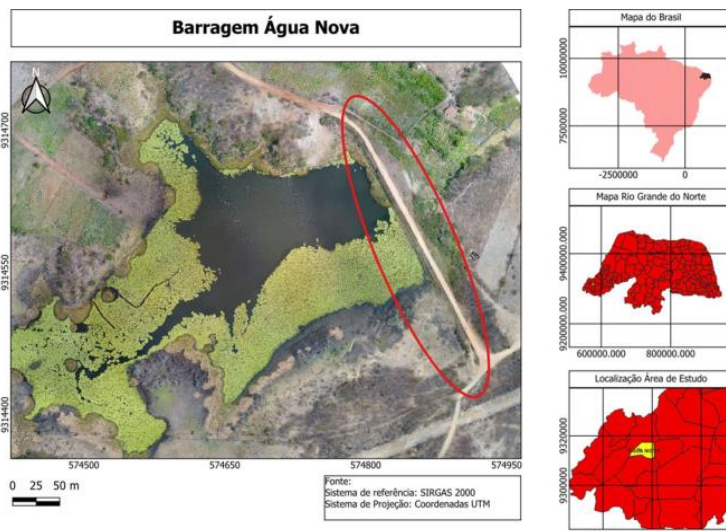 Barragem Água Nova
N
9314700
9314550
9314400
574500
574650
574800
574950
0 25 50 m
Fonte:
Sistema de referência: SIRGAS 2000
Sistema de Projeção: Coordenadas UTM
Mapa do Brasil
10000000
7500000
-2500000
0
Mapa Rio Grande do Norte
9400000.000
9200000.000
600000.000
800000.000
Localização Área de Estudo
9320000
9300000